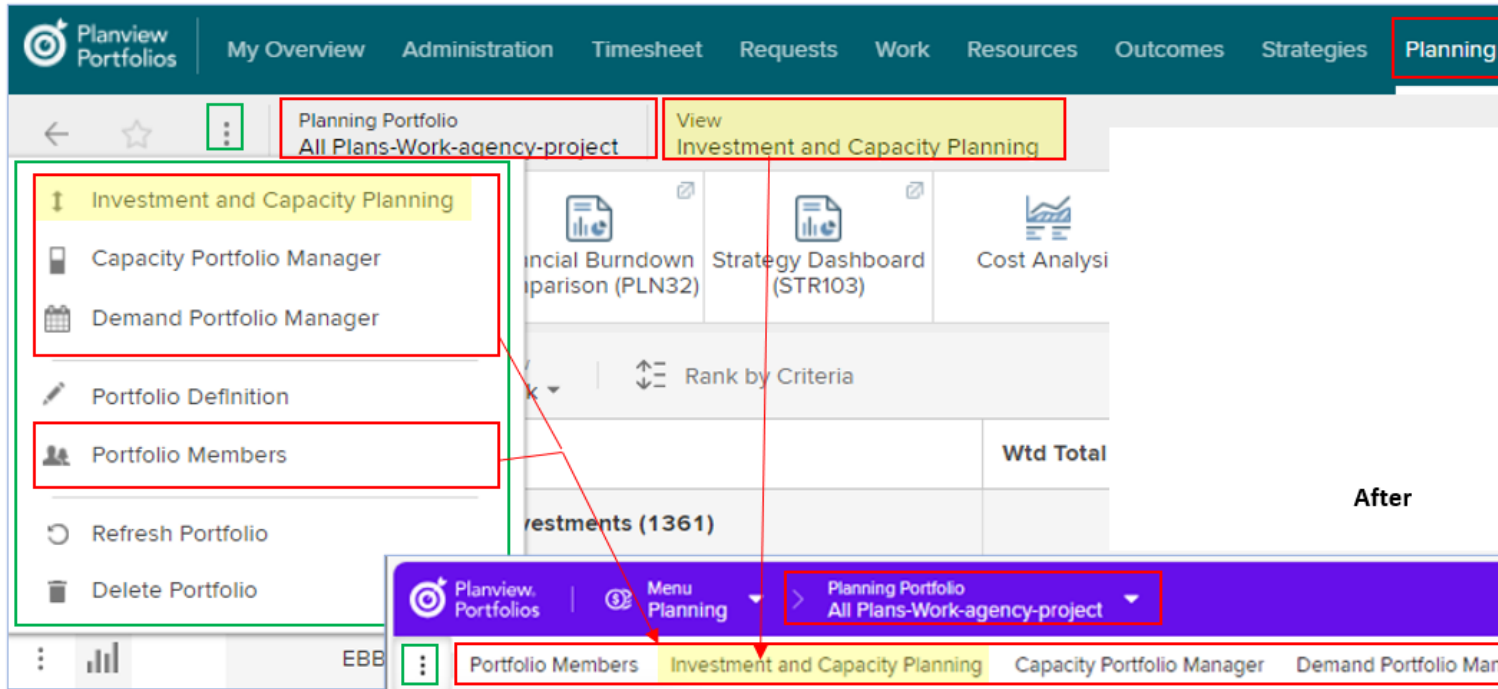 Planview
Portfolios
My Overview
Administration
Timesheet
Requests
Work
Resources
Outcomes
Strategies
Planning
Planning Portfolio
All Plans-Work-agency-project
View
Investment and Capacity Planning
Investment and Capacity Planning
Capacity Portfolio Manager
Demand Portfolio Manager
Portfolio Definition
Portfolio Members
Refresh Portfolio
Delete Portfolio
Burndown
(PLN32)
Strategy Dashboard
(STR103)
Cost Analysi
Rank by Criteria
Wtd Total
vestments (1361)
After
EBB
Planview.
Portfolios
Menu
Planning
Planning Portfolio
All Plans-Work-agency-project
Portfolio Members
Investment and Capacity Planning
Capacity Portfolio Manager
Demand Portfolio Man